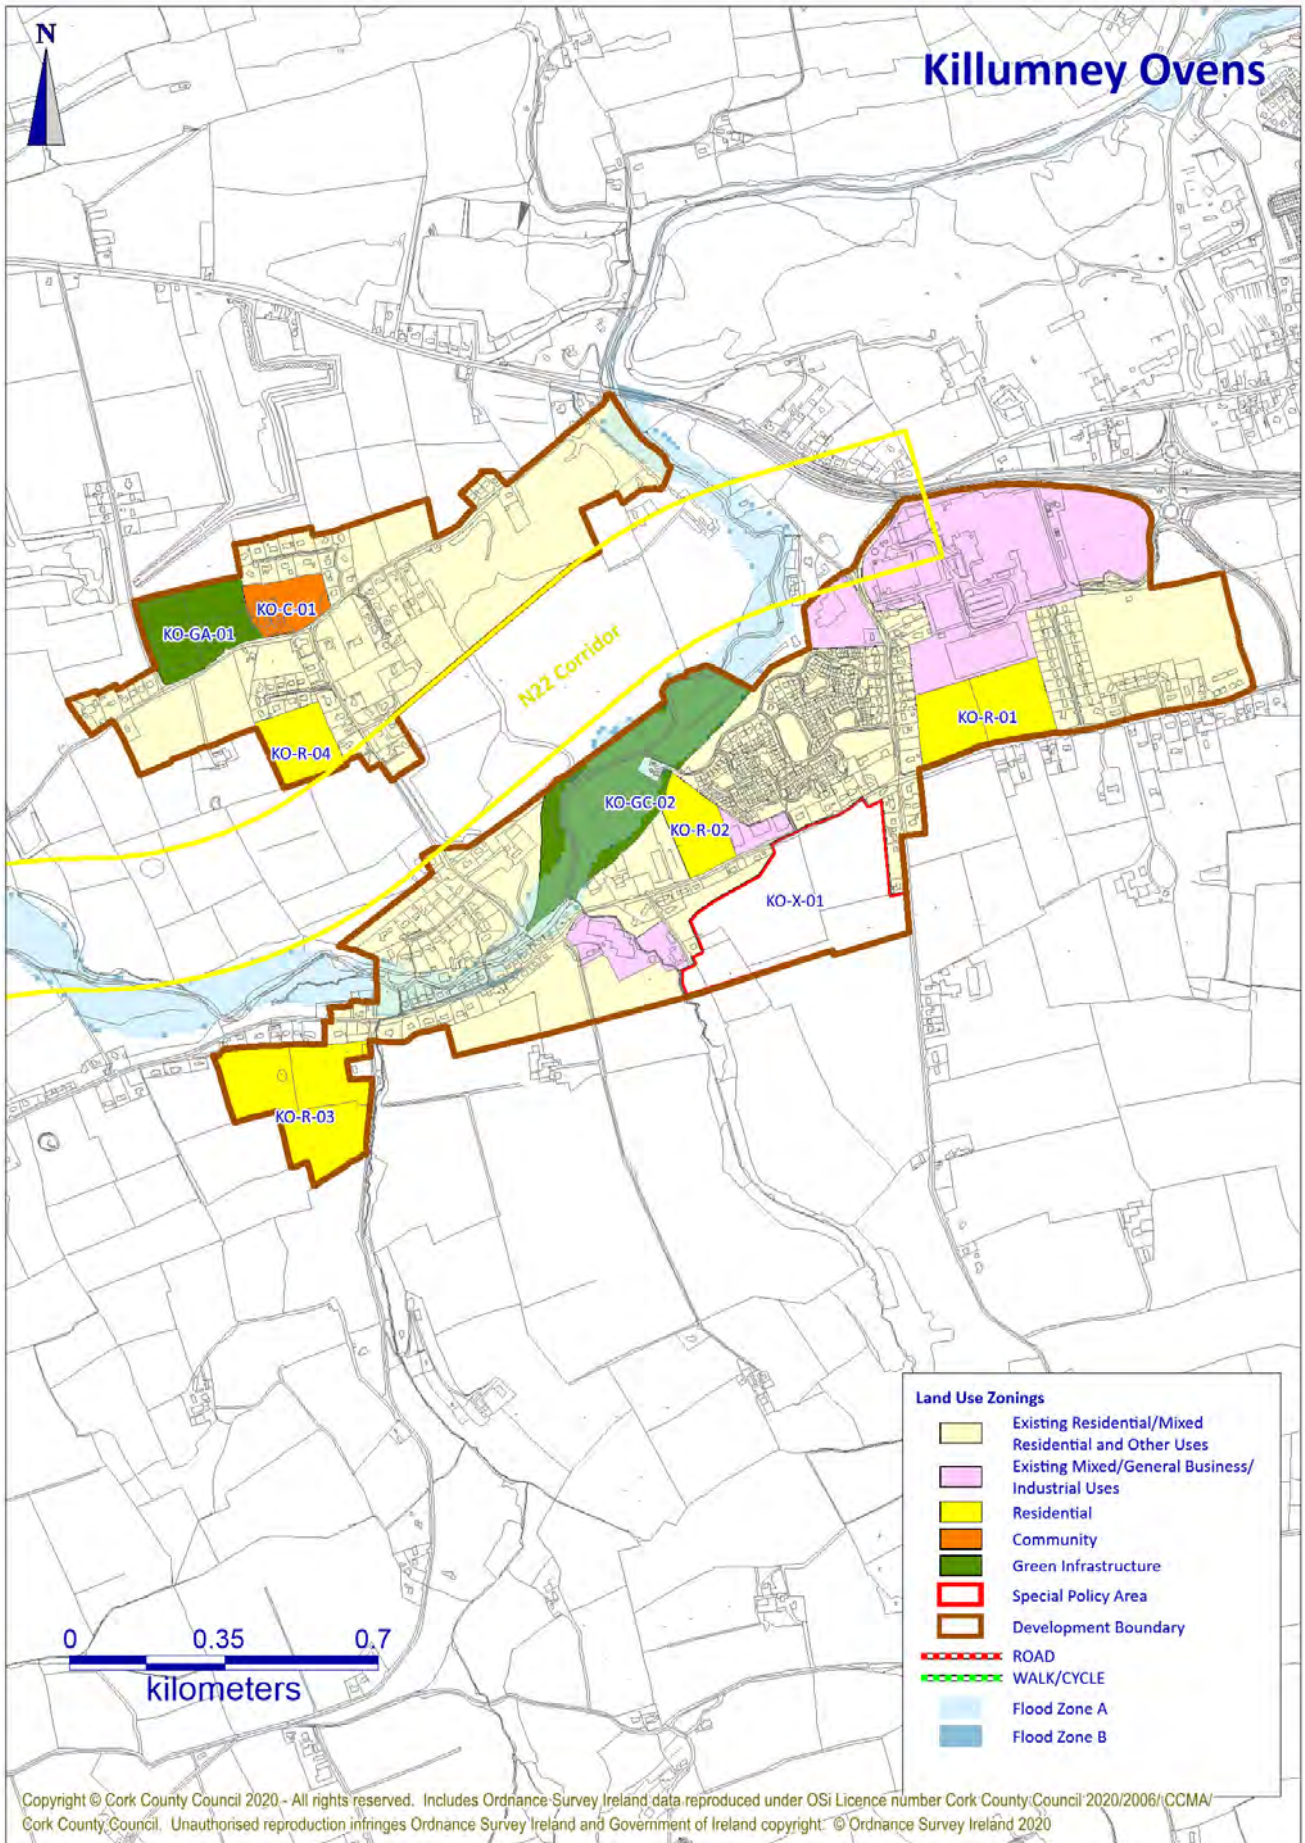 N
Killumney Ovens
KO-C-01
KO-GA-01
N22 Corridor
KO-R-01
KO-R-04
KO-GC-02
KO-R-02
KO-X-01
KO-R-03
Land Use Zonings
Existing Residential/Mixed
Residential and Other Uses
Existing Mixed/General Business/
Industrial Uses
Residential
Community
Green Infrastructure
Special Policy Area
Development Boundary
ROAD
WALK/CYCLE
Flood Zone A
Flood Zone B
0 0.35 0.7
kilometers
Copyright © Cork County Council 2020 - All rights reserved. Includes Ordnance Survey Ireland data reproduced under OSi Licence number Cork County Council 2020/2006/ CCMA/
Cork County Council. Unauthorised reproduction infringes Ordnance Survey Ireland and Government of Ireland copyright. © Ordnance Survey Ireland 2020